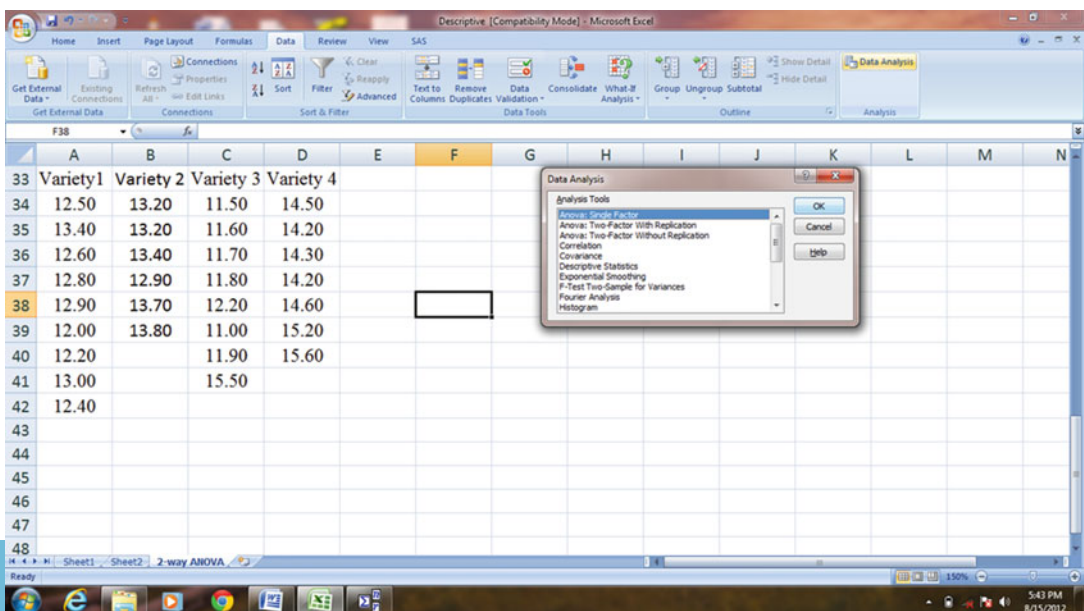 Descriptive [Compatibility Mode] - Microsoft Excel
Home Insert Page Layout Formulas Data Review View SAS
Get External Data
Existing Connections
Refresh All
Connections
Properties
Edit Links
Sort
Filter
Clear
Reapply
Advanced
Text to Columns
Remove Duplicates
Data Validation
Consolidate
What-If Analysis
Group
Ungroup
Subtotal
Show Detail
Hide Detail
Data Analysis
Get External Data Connections Sort & Filter Data Tools Outline Analysis
F38 fx
A B C D E F G H I J K L M N
33 Variety1 Variety 2 Variety 3 Variety 4
34 12.50 13.20 11.50 14.50
35 13.40 13.20 11.60 14.20
36 12.60 13.40 11.70 14.30
37 12.80 12.90 11.80 14.20
38 12.90 13.70 12.20 14.60
39 12.00 13.80 11.00 15.20
40 12.20 11.90 15.60
41 13.00 15.50
42 12.40
43
44
45
46
47
48
Data Analysis
Analysis Tools
Anova: Single Factor
Anova: Two-Factor With Replication
Anova: Two-Factor Without Replication
Correlation
Covariance
Descriptive Statistics
Exponential Smoothing
F-Test Two-Sample for Variances
Fourier Analysis
Histogram
OK
Cancel
Help
Sheet1 Sheet2 2-way ANOVA
Ready 150%
5:43 PM
8/15/2012